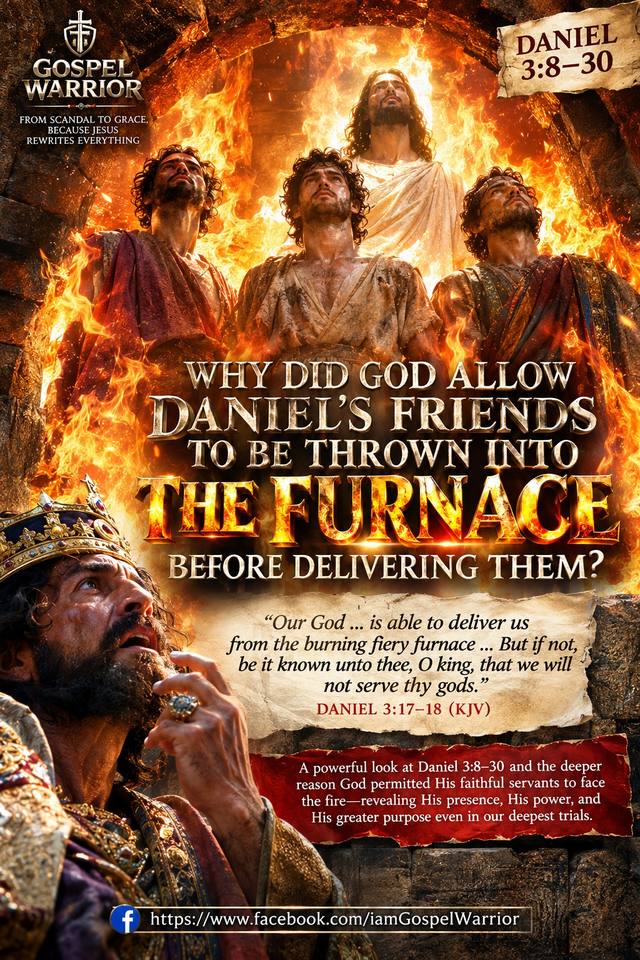 GOSPEL
WARRIOR
FROM SCANDAL TO GRACE,
BECAUSE JESUS
REWRITES EVERYTHING
DANIEL
3:8–30
WHY DID GOD ALLOW
DANIEL'S FRIENDS
TO BE THROWN INTO
THE FURNACE
BEFORE DELIVERING THEM?
“Our God ... is able to deliver us
from the burning fiery furnace ... But if not,
be it known unto thee, O king, that we will
not serve thy gods.”
DANIEL 3:17–18 (KJV)
A powerful look at Daniel 3:8–30 and the deeper
reason God permitted His faithful servants to face
the fire—revealing His presence, His power, and
His greater purpose even in our deepest trials.
f https://www.facebook.com/iamGospelWarrior